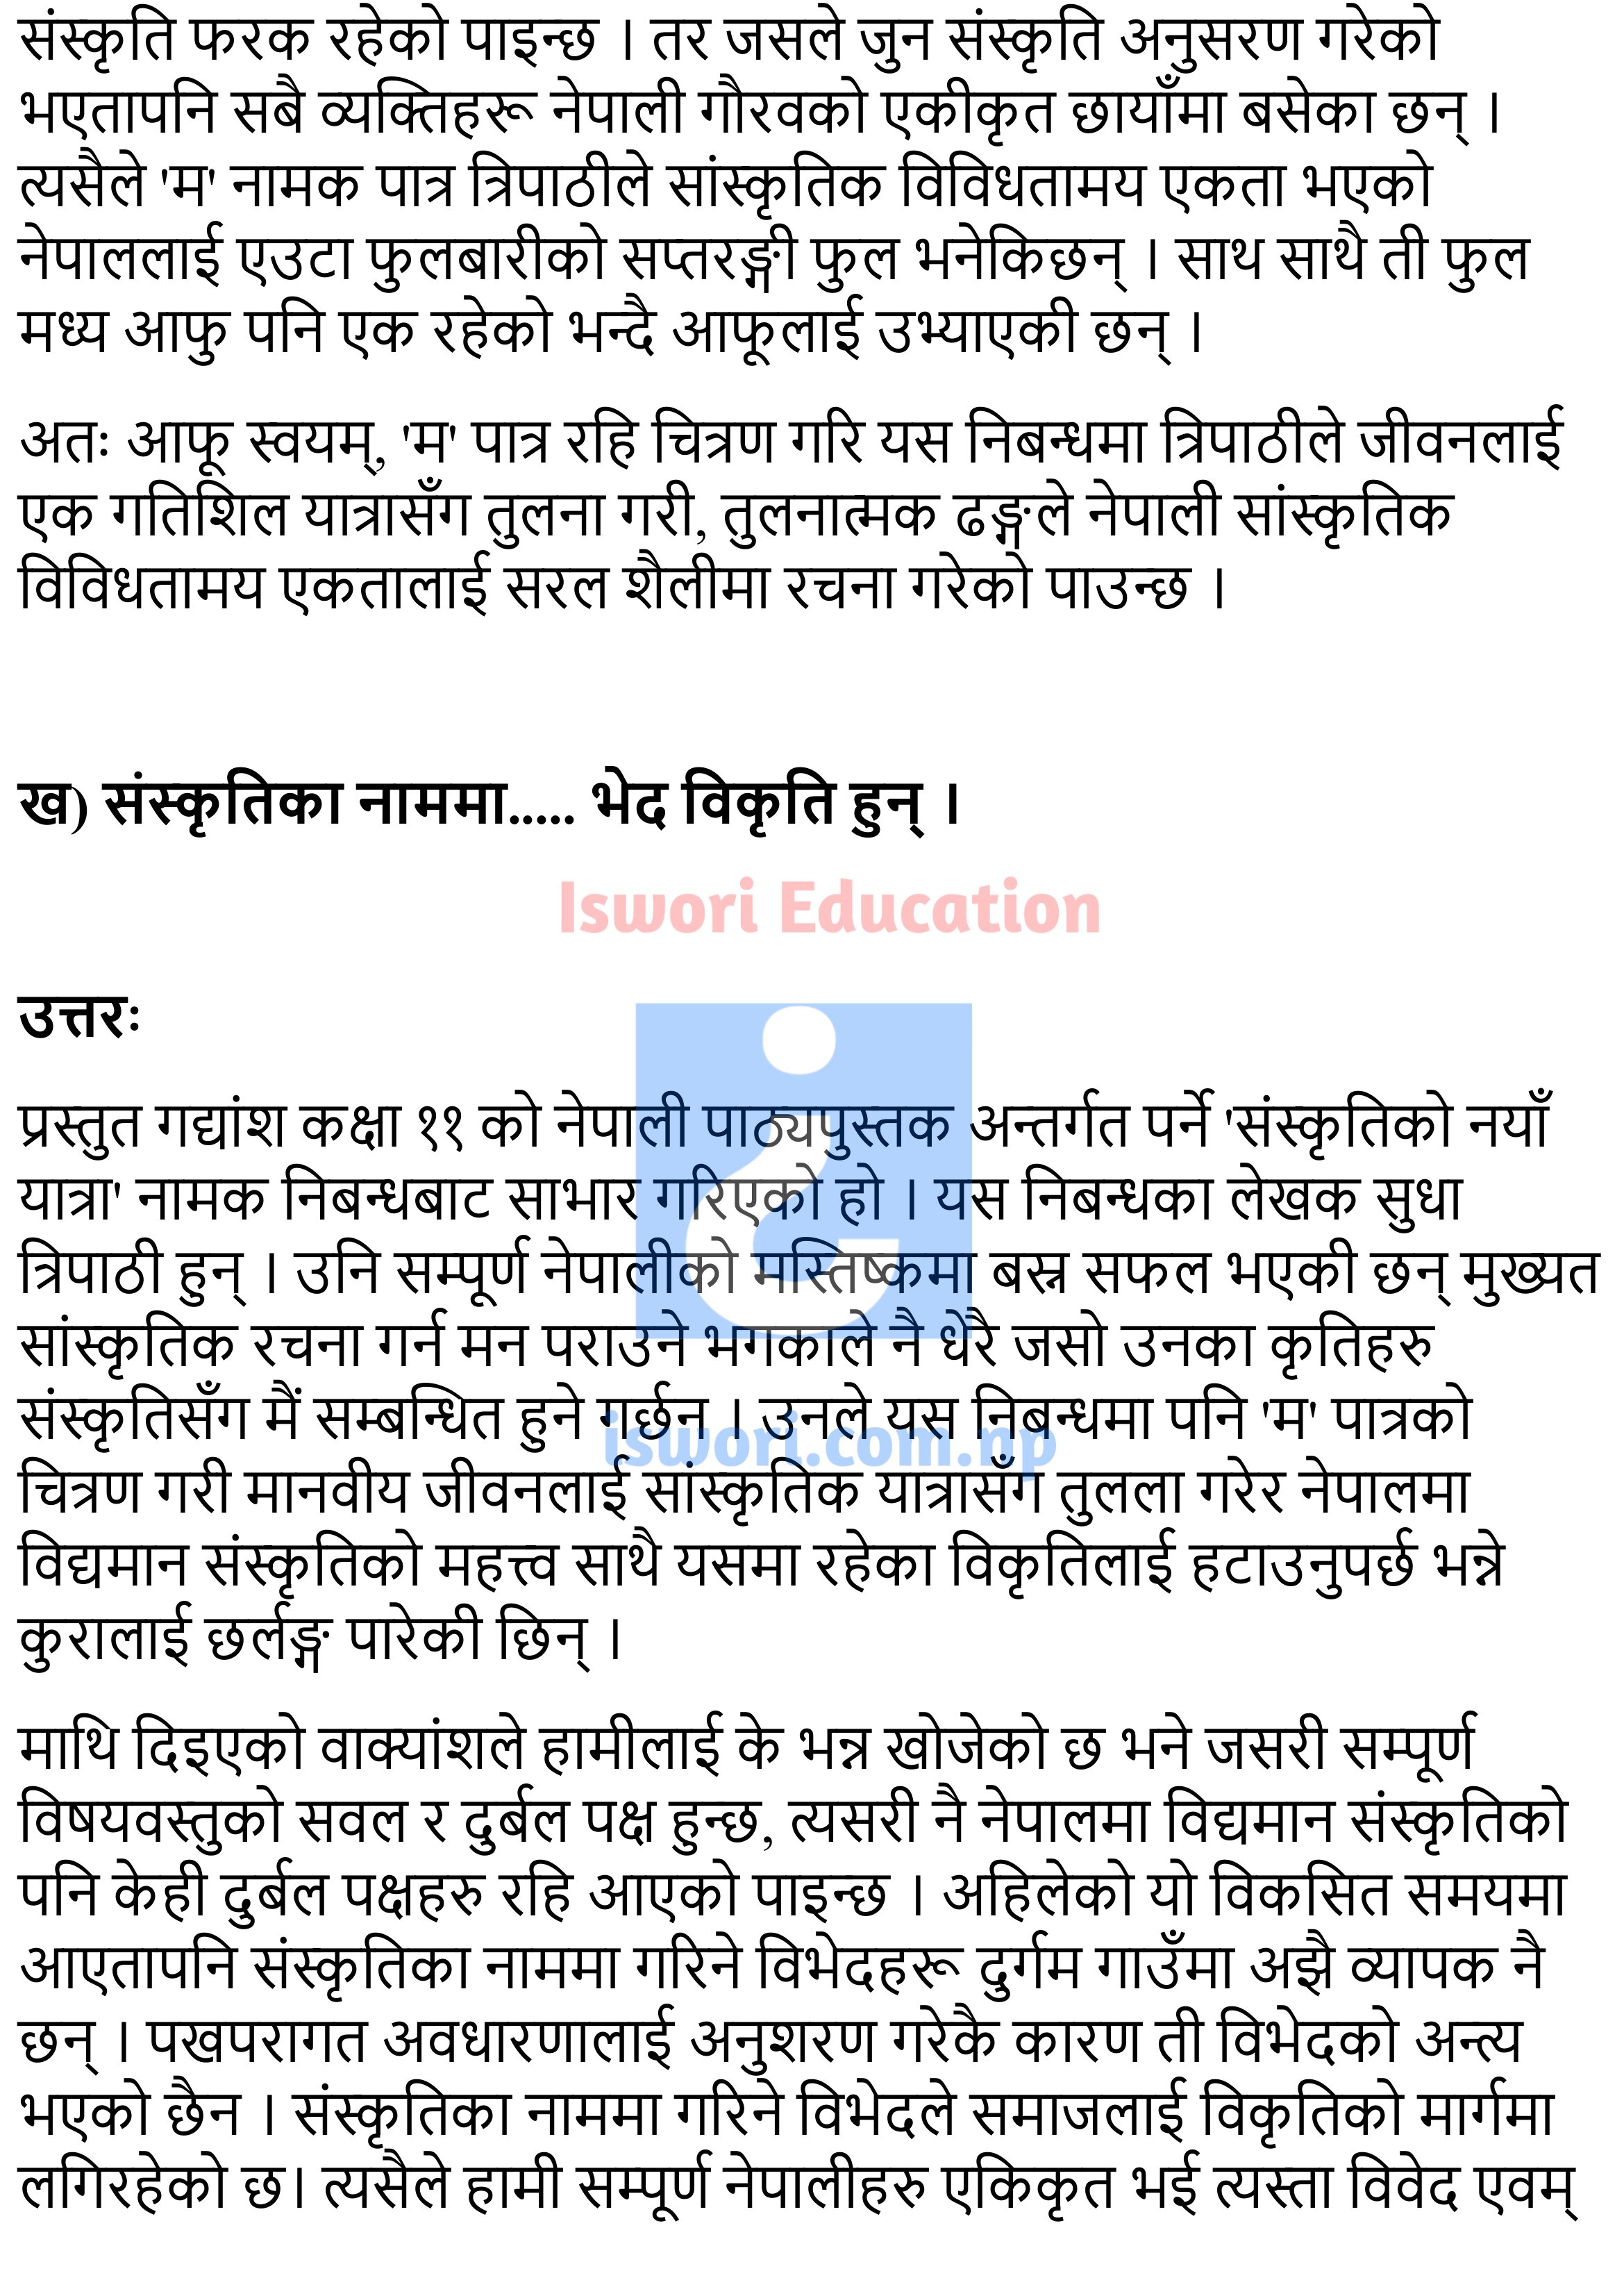 संस्कृति फरक रहेको पाइन्छ । तर जसले जुन संस्कृति अनुसरण गरेको
भएतापनि सबै व्यक्तिहरू नेपाली गौरवको एकीकृत छायाँमा बसेका छन् ।
त्यसैले 'म' नामक पात्र त्रिपाठीले सांस्कृतिक विविधतामय एकता भएको
नेपाललाई एउटा फुलबारीको सप्तरङ्गी फुल भनेकिछन् । साथ साथै ती फुल
मध्य आफु पनि एक रहेको भन्दै आफूलाई उभ्याएकी छन् ।
अतः आफू स्वयम्, 'म' पात्र रहि चित्रण गरि यस निबन्धमा त्रिपाठीले जीवनलाई
एक गतिशिल यात्रासँग तुलना गरी, तुलनात्मक ढङ्गले नेपाली सांस्कृतिक
विविधतामय एकतालाई सरल शैलीमा रचना गरेको पाउन्छ ।
ख) संस्कृतिका नाममा..... भेद विकृति हुन् ।
Iswori Education
उत्तरः
प्रस्तुत गद्यांश कक्षा ११ को नेपाली पाठ्यपुस्तक अन्तर्गत पर्ने 'संस्कृतिको नयाँ
यात्रा' नामक निबन्धबाट साभार गरिएको हो । यस निबन्धका लेखक सुधा
त्रिपाठी हुन् । उनि सम्पूर्ण नेपालीको मस्तिष्कमा बस्न सफल भएकी छन् मुख्यत
सांस्कृतिक रचना गर्न मन पराउने भगकाले नै धेरै जसो उनका कृतिहरु
संस्कृतिसँग मैं सम्बन्धित हुने गर्छन । उनले यस निबन्धमा पनि 'म' पात्रको
iswori.com.np
चित्रण गरी मानवीय जीवनलाई सांस्कृतिक यात्रासँग तुलला गरेर नेपालमा
विद्यमान संस्कृतिको महत्त्व साथै यसमा रहेका विकृतिलाई हटाउनुपर्छ भन्ने
कुरालाई छर्लङ्ग पारेकी छिन् ।
माथि दिइएको वाक्यांशले हामीलाई के भन्न खोजेको छ भने जसरी सम्पूर्ण
विषयवस्तुको सवल र दुर्बल पक्ष हुन्छ, त्यसरी नै नेपालमा विद्यमान संस्कृतिको
पनि केही दुर्बल पक्षहरु रहि आएको पाइन्छ । अहिलेको यो विकसित समयमा
आएतापनि संस्कृतिका नाममा गरिने विभेदहरू दुर्गम गाउँमा अझै व्यापक नै
छन् । पखपरागत अवधारणालाई अनुशरण गरेकै कारण ती विभेदको अन्त्य
भएको छैन । संस्कृतिका नाममा गरिने विभेदले समाजलाई विकृतिको मार्गमा
लगिरहेको छ। त्यसैले हामी सम्पूर्ण नेपालीहरु एकिकृत भई त्यस्ता विवेद एवम्